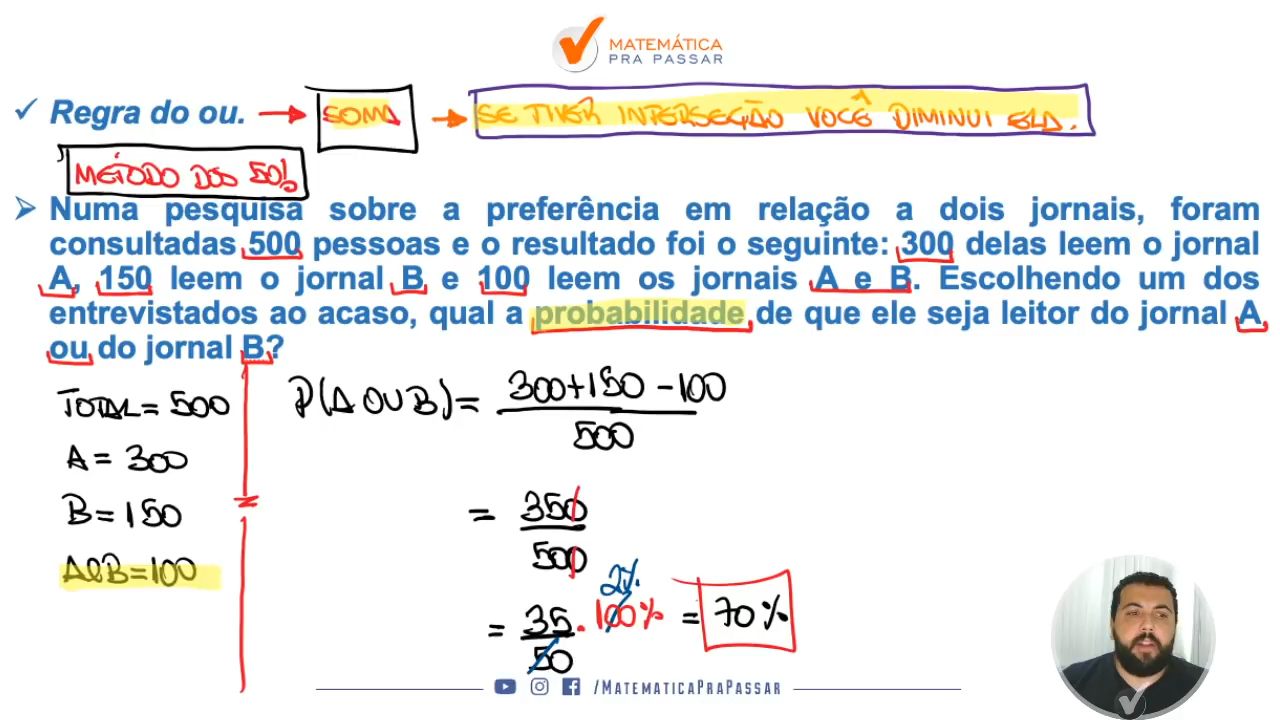 MATEMÁTICA
PRA PASSAR
✓ Regra do ou. → SOMA → SE TIVER INTERSEÇÃO VOCÊ DIMINUI ELA.
MÉTODO DOS 50%
➢ Numa pesquisa sobre a preferência em relação a dois jornais, foram
consultadas 500 pessoas e o resultado foi o seguinte: 300 delas leem o jornal
A, 150 leem o jornal B e 100 leem os jornais A e B. Escolhendo um dos
entrevistados ao acaso, qual a probabilidade de que ele seja leitor do jornal A
ou do jornal B?
TOTAL = 500
A = 300
B = 150
A e B = 100
P(A OU B) = 300 + 150 - 100
500
= 350
500
2%
= 35 . 100% = 70%
50
/MATEMATICAPRAPASSAR